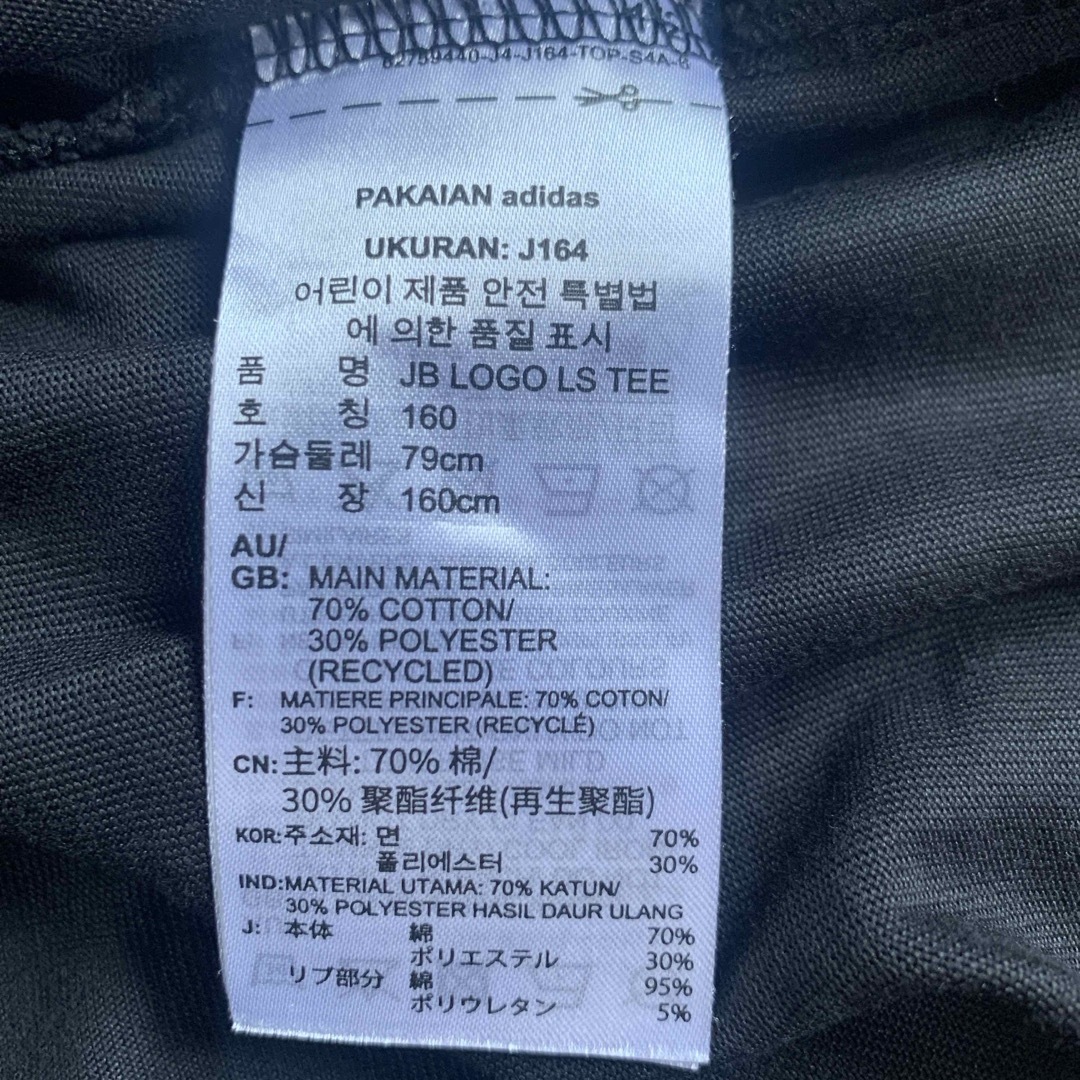 62759440-J4-J164-TOP-S4A-6
PAKAIAN adidas
UKURAN: J164
어린이 제품 안전 특별법
에 의한 품질 표시
품 명 JB LOGO LS TEE
호 칭 160
가슴둘레 79cm
신 장 160cm
AU/
GB: MAIN MATERIAL:
70% COTTON/
30% POLYESTER
(RECYCLED)
F: MATIERE PRINCIPALE: 70% COTON/
30% POLYESTER (RECYCLÉ)
CN: 主料: 70% 棉/
30% 聚酯纤维(再生聚酯)
KOR: 주소재: 면 70%
폴리에스터 30%
IND: MATERIAL UTAMA: 70% KATUN/
30% POLYESTER HASIL DAUR ULANG
J: 本体 綿 70%
ポリエステル 30%
リブ部分 綿 95%
ポリウレタン 5%